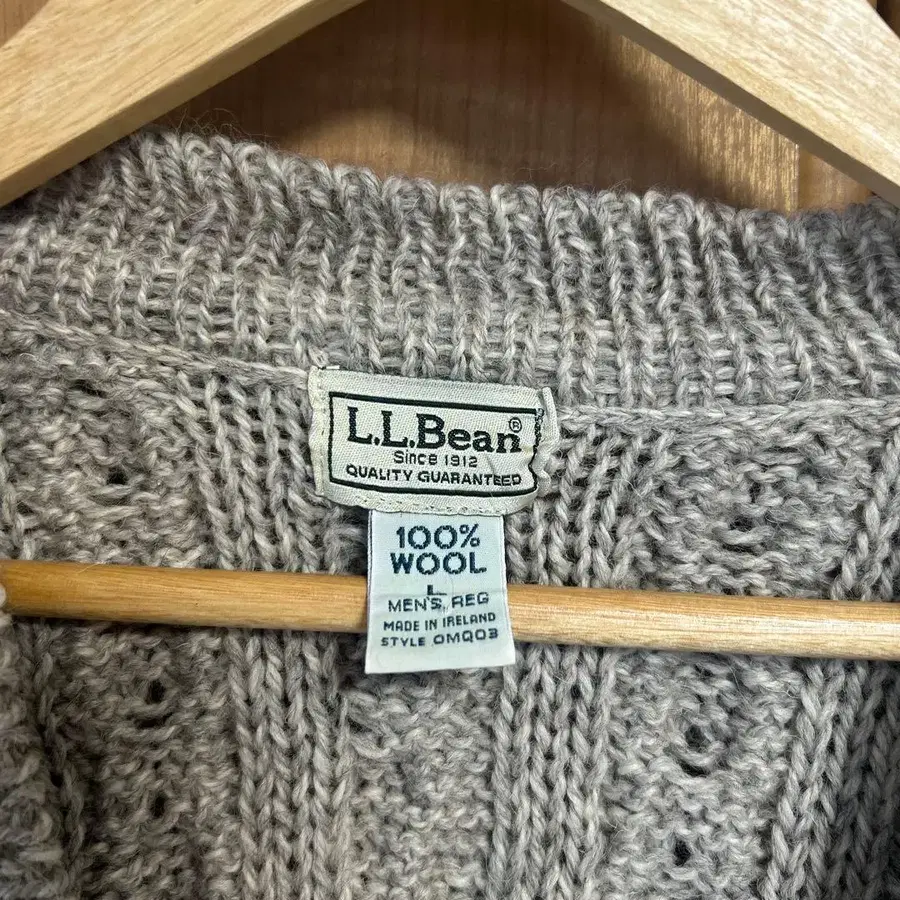 L.L.Bean®
Since 1912
QUALITY GUARANTEED
100%
WOOL
L
MEN'S, REG
MADE IN IRELAND
STYLE OMQ03